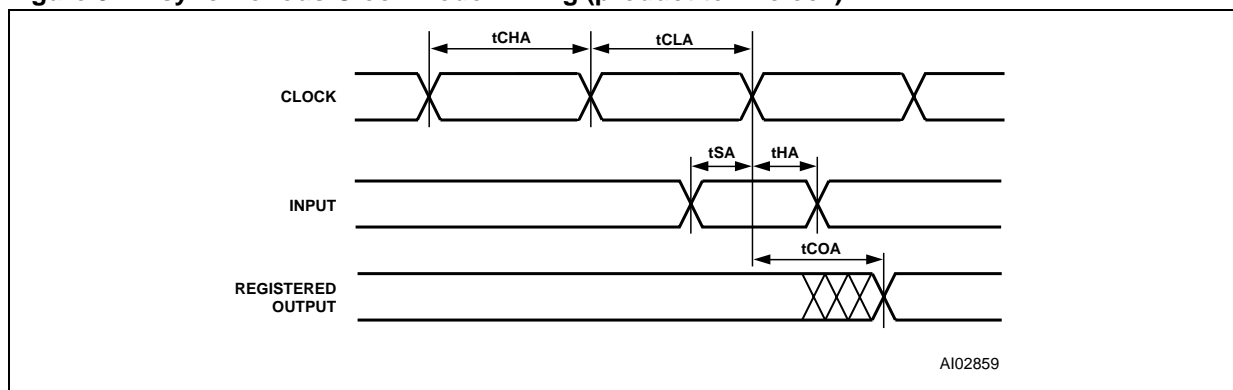 tCHA tCLA
CLOCK
tSA tHA
INPUT
tCOA
REGISTERED
OUTPUT
AI02859